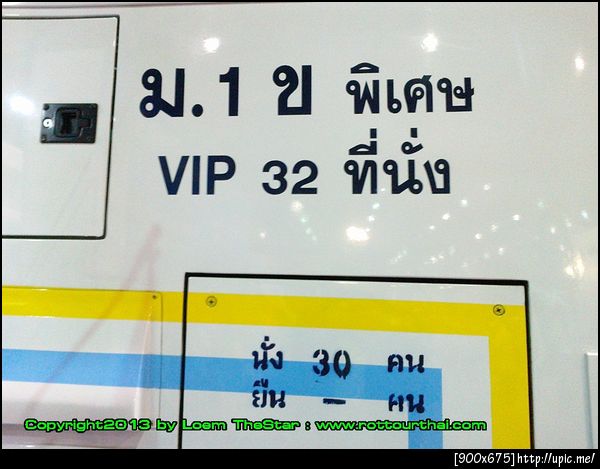 ม.1 ข พิเศษ
VIP 32 ที่นั่ง
นั่ง 30 คน
ยืน - คน
Copyright2013 by Loem TheStar : www.rottourthai.com
[900x675]http://upic.me/